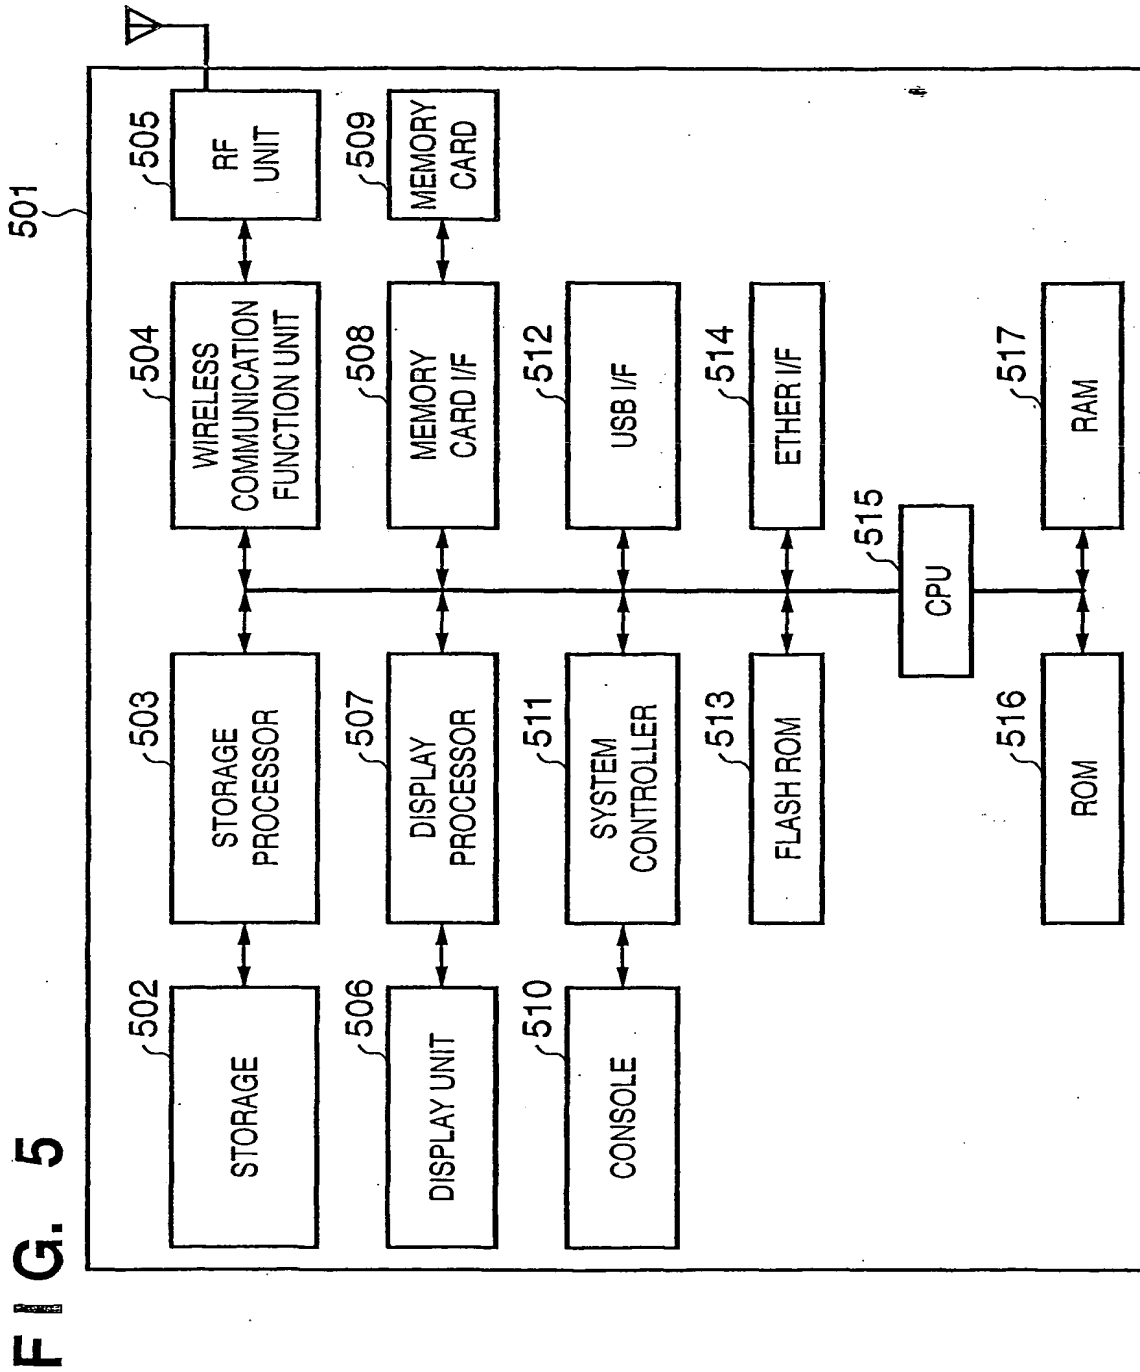 FIG. 5
501
502
STORAGE
503
STORAGE
PROCESSOR
504
WIRELESS
COMMUNICATION
FUNCTION UNIT
505
RF
UNIT
506
DISPLAY UNIT
507
DISPLAY
PROCESSOR
508
MEMORY
CARD I/F
509
MEMORY
CARD
510
CONSOLE
511
SYSTEM
CONTROLLER
512
USB I/F
513
FLASH ROM
514
ETHER I/F
515
CPU
516
ROM
517
RAM